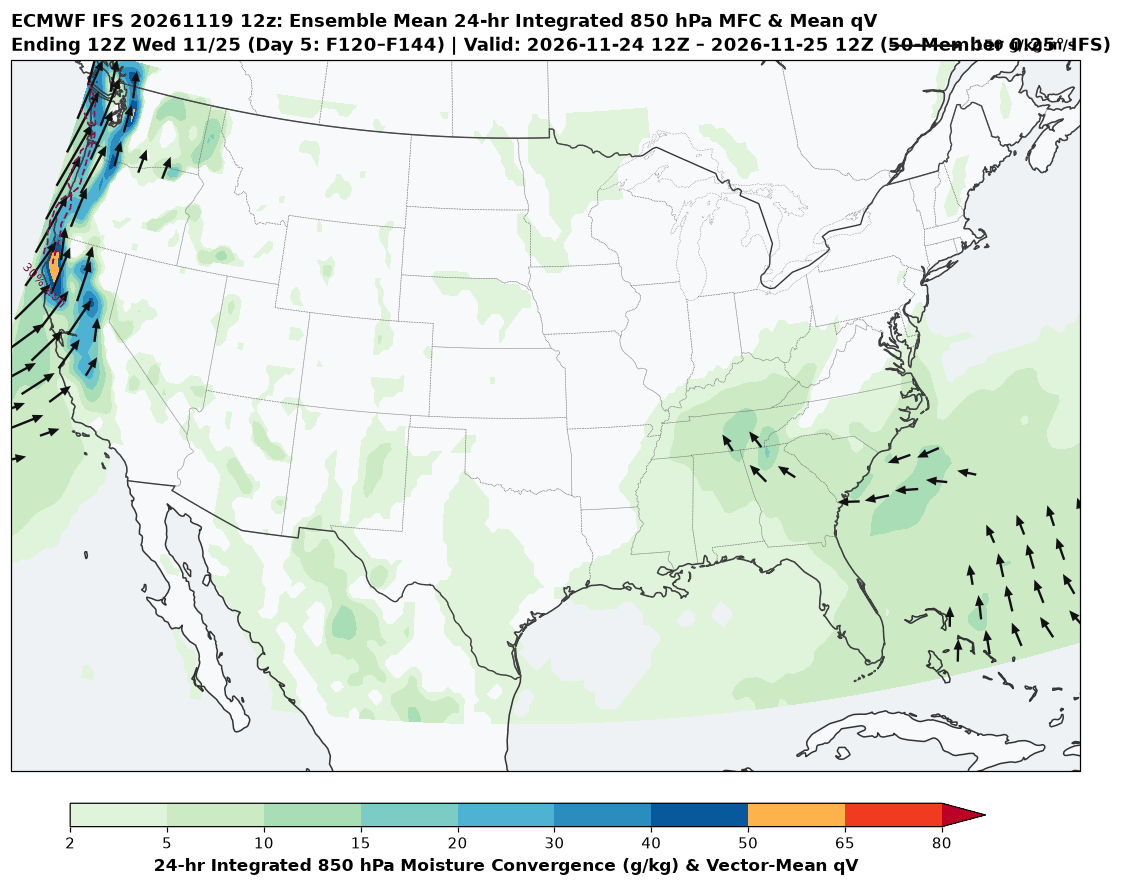 ECMWF IFS 20261119 12z: Ensemble Mean 24-hr Integrated 850 hPa MFC & Mean qV
Ending 12Z Wed 11/25 (Day 5: F120–F144) | Valid: 2026-11-24 12Z – 2026-11-25 12Z (50-Member 0.25° IFS)
30%
2 5 10 15 20 30 40 50 65 80
24-hr Integrated 850 hPa Moisture Convergence (g/kg) & Vector-Mean qV